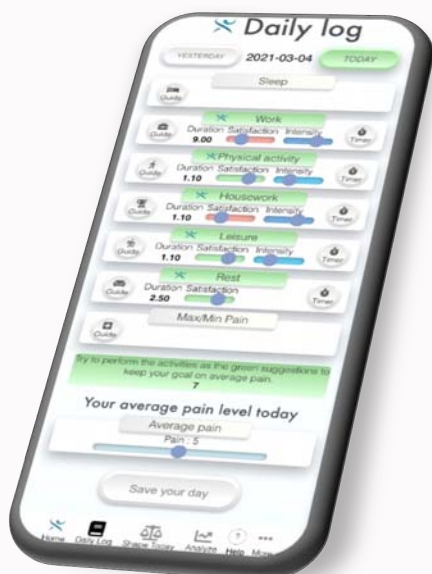 Daily log
YESTERDAY 2021-03-04 TODAY
Sleep
Guide
Work
Guide Duration Satisfaction Intensity Timer
9.00
Physical activity
Guide Duration Satisfaction Intensity Timer
1.10
Housework
Guide Duration Satisfaction Intensity Timer
1.10
Leisure
Guide Duration Satisfaction Intensity Timer
1.10
Rest
Guide Duration Satisfaction Timer
2.50
Max/Min Pain
Guide
Try to perform the activities as the green suggestions to
keep your goal on average pain.
7
Your average pain level today
Average pain
Pain : 5
Save your day
Home Daily Log Shape Today Analyze Help More